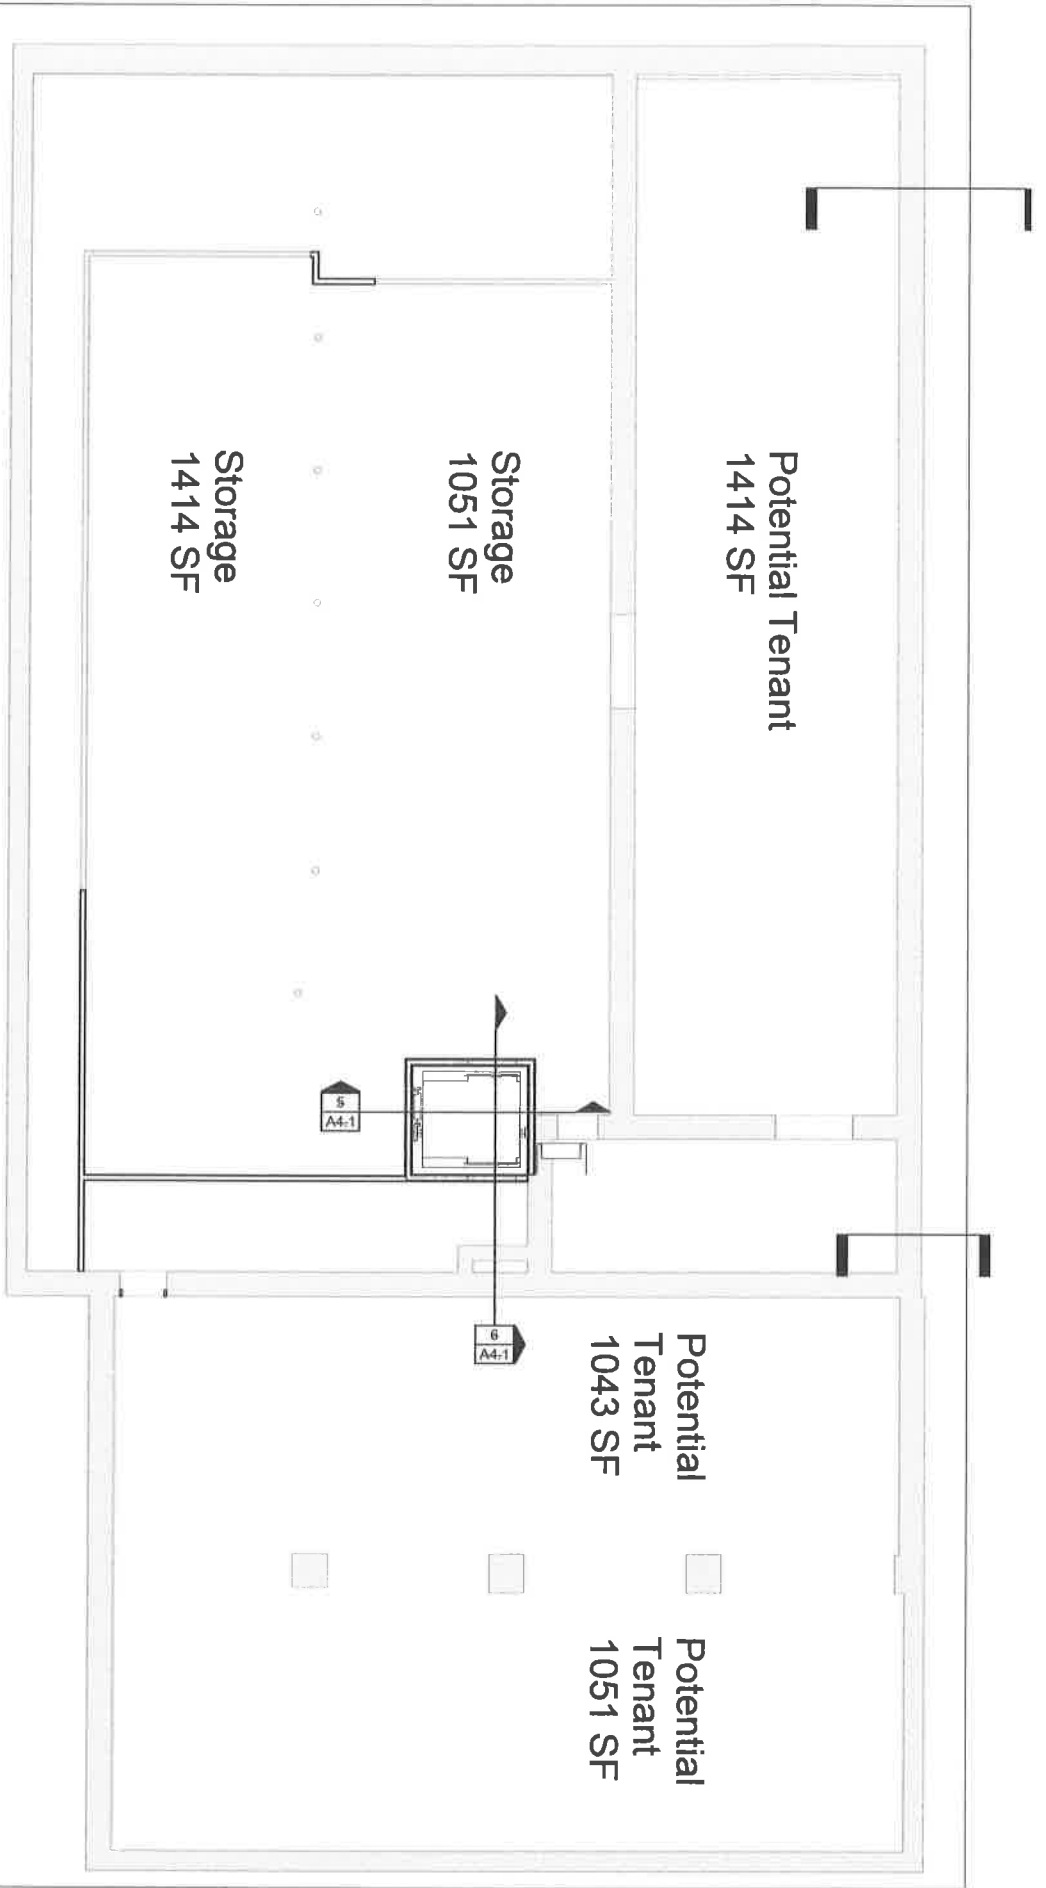 Potential Tenant
1414 SF
Storage
1051 SF
Storage
1414 SF
5
A4-1
6
A4-1
Potential
Tenant
1043 SF
Potential
Tenant
1051 SF